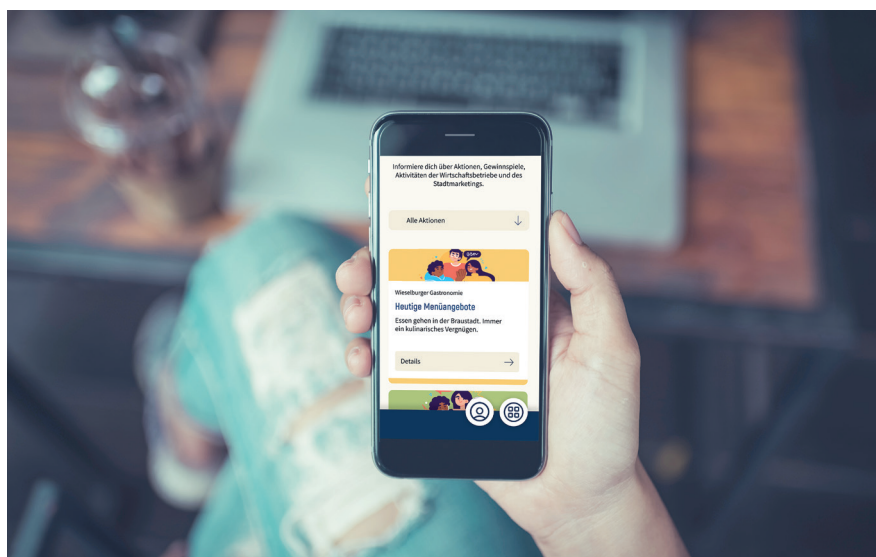 Informiere dich über Aktionen, Gewinnspiele,
Aktivitäten der Wirtschaftsbetriebe und des
Stadtmarketings.
Alle Aktionen
Wieselburger Gastronomie
Heutige Menüangebote
Essen gehen in der Braustadt. Immer
ein kulinarisches Vergnügen.
Details